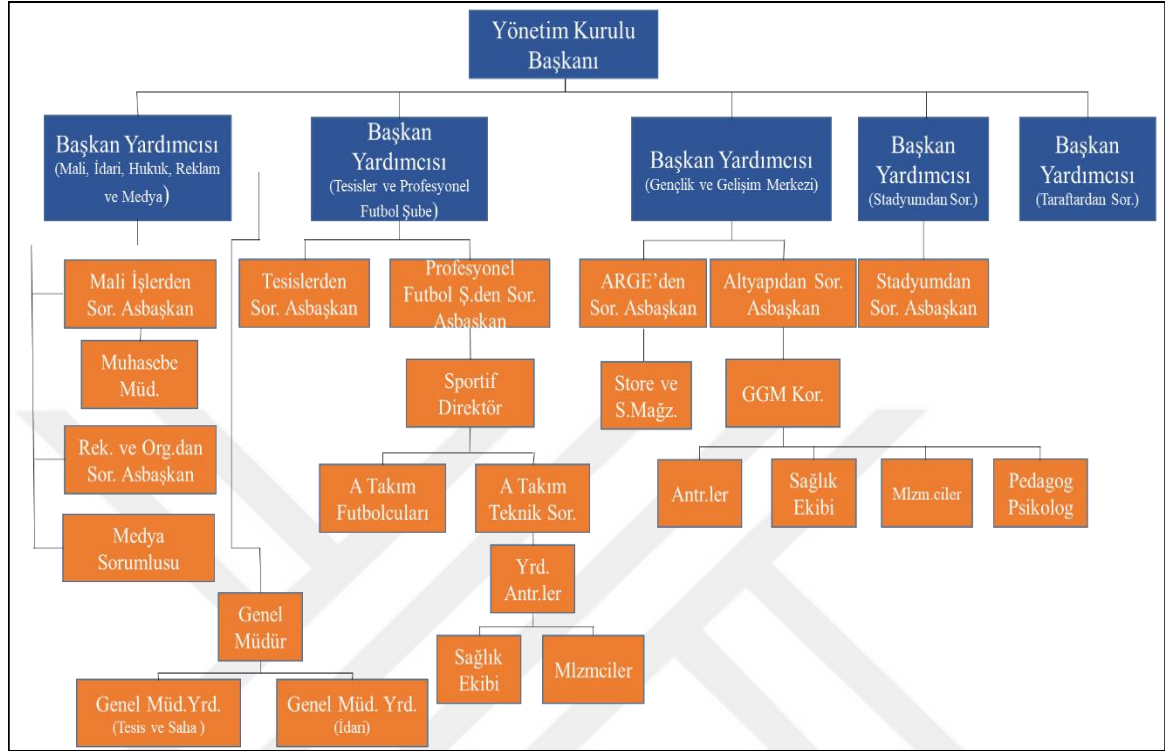 Yönetim Kurulu
Başkanı
Başkan Yardımcısı
(Mali, İdari, Hukuk, Reklam
ve Medya)
Başkan
Yardımcısı
(Tesisler ve Profesyonel
Futbol Şube)
Başkan Yardımcısı
(Gençlik ve Gelişim Merkezi)
Başkan
Yardımcısı
(Stadyumdan Sor.)
Başkan
Yardımcısı
(Taraftardan Sor.)
Mali İşlerden
Sor. Asbaşkan
Tesislerden
Sor. Asbaşkan
Profesyonel
Futbol Ş.den Sor.
Asbaşkan
ARGE’den
Sor. Asbaşkan
Altyapıdan Sor.
Asbaşkan
Stadyumdan
Sor. Asbaşkan
Muhasebe
Müd.
Sportif
Direktör
Store ve
S.Mağz.
GGM Kor.
Rek. ve Org.dan
Sor. Asbaşkan
A Takım
Futbolcuları
A Takım
Teknik Sor.
Antr.ler
Sağlık
Ekibi
Mlzm.ciler
Pedagog
Psikolog
Medya
Sorumlusu
Yrd.
Antr.ler
Genel
Müdür
Sağlık
Ekibi
Mlzmciler
Genel Müd.Yrd.
(Tesis ve Saha )
Genel Müd. Yrd.
(İdari)